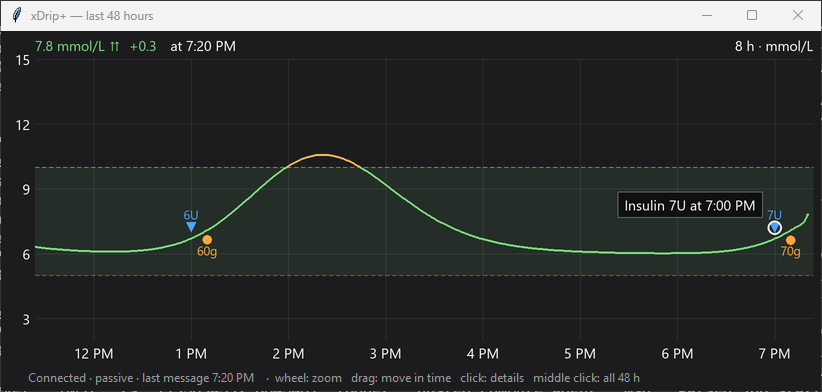 xDrip+ — last 48 hours
7.8 mmol/L ⇈ +0.3 at 7:20 PM
8 h · mmol/L
15
12
9
6
3
6U
60g
Insulin 7U at 7:00 PM
7U
70g
12 PM 1 PM 2 PM 3 PM 4 PM 5 PM 6 PM 7 PM
Connected · passive · last message 7:20 PM · wheel: zoom drag: move in time click: details middle click: all 48 h